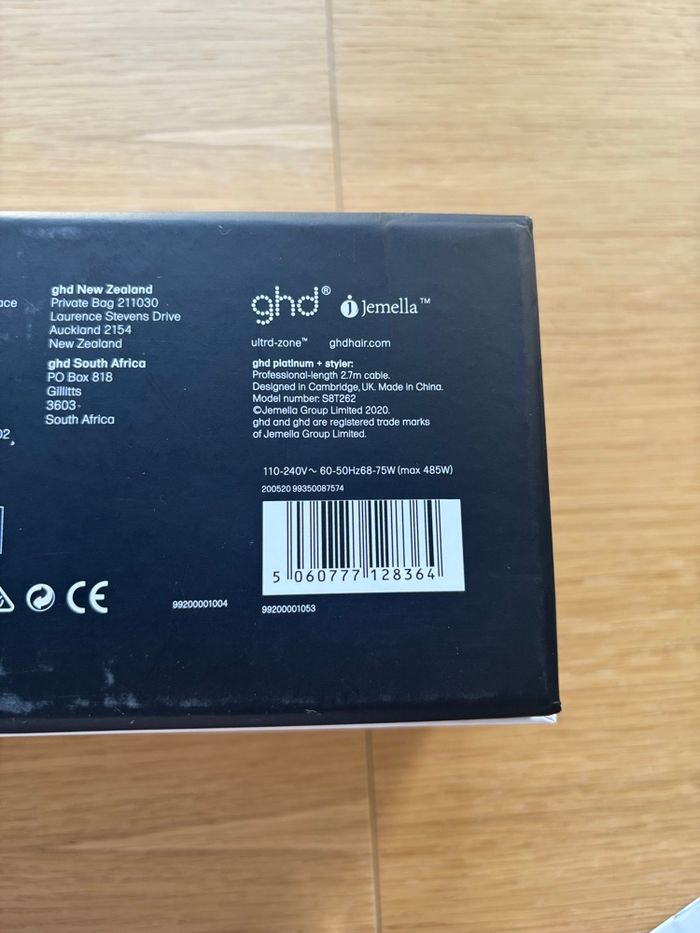 ace
02
ghd New Zealand
Private Bag 211030
Laurence Stevens Drive
Auckland 2154
New Zealand
ghd South Africa
PO Box 818
Gillitts
3603
South Africa
ghd® Jemella™
ultrd-zone™ ghdhair.com
ghd platinum + styler:
Professional-length 2.7m cable.
Designed in Cambridge, UK. Made in China.
Model number: S8T262
©Jemella Group Limited 2020.
ghd and ghd are registered trade marks
of Jemella Group Limited.
110-240V~ 60-50Hz68-75W (max 485W)
200520 99350087574
5 060777 128364
CE
99200001004
99200001053